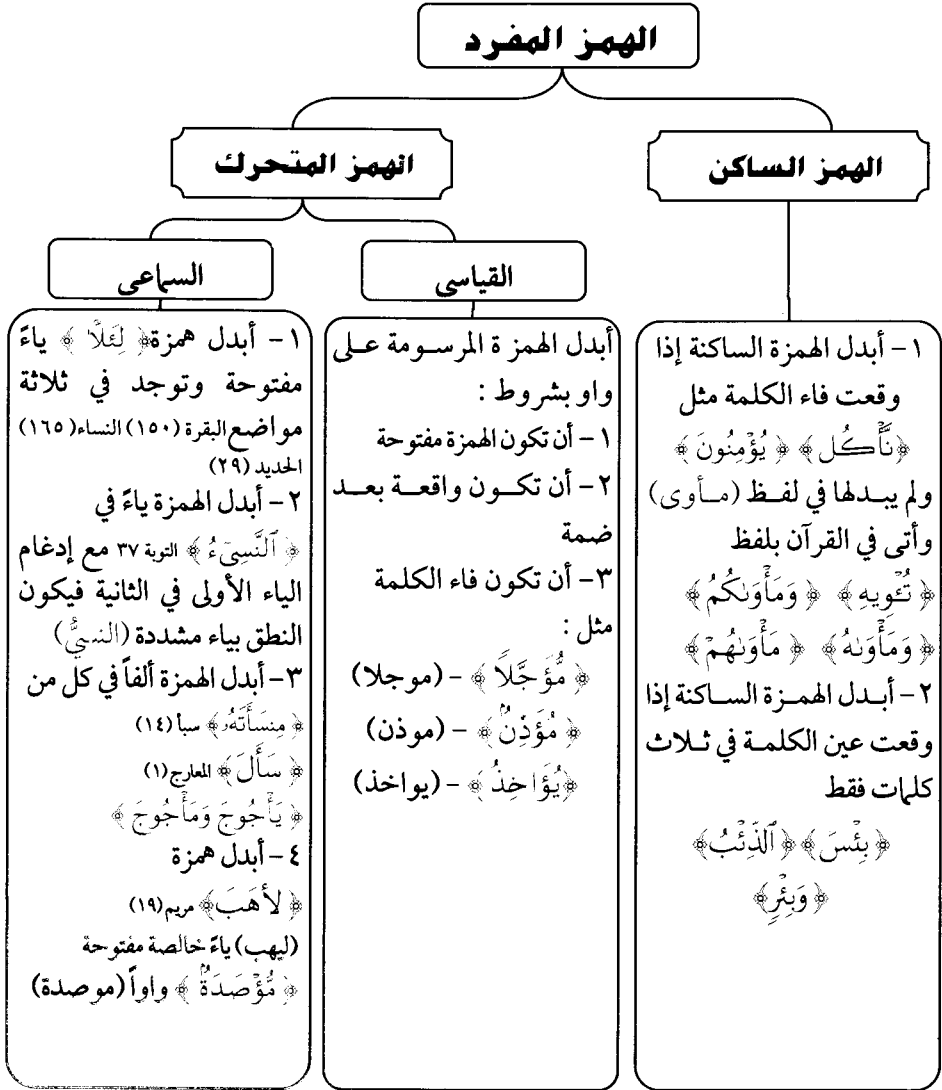 الهمز المفرد
الهمز الساكن
الهمز المتحرك
القياسي
السماعي
١- أبدل الهمزة الساكنة إذا
وقعت فاء الكلمة مثل
﴿نَّأْكُل﴾ ﴿يُؤْمِنُونَ﴾
ولم يبدلها في لفظ (مأوى)
وأتى في القرآن بلفظ
﴿تُـْٔوِيهِ﴾ ﴿وَمَأْوَىٰكُمُ﴾
﴿وَمَأْوَىٰهُ﴾ ﴿مَأْوَىٰهُمْ﴾
٢- أبدل الهمزة الساكنة إذا
وقعت عين الكلمة في ثلاث
كلمات فقط
﴿بِئْسَ﴾ ﴿ٱلذِّئْبُ﴾
﴿وَبِئْرٍ﴾
أبدل الهمزة المرسومة على
واو بشروط :
١- أن تكون الهمزة مفتوحة
٢- أن تكون واقعة بعد
ضمة
٣- أن تكون فاء الكلمة
مثل :
﴿مُّؤَجَّلًا﴾ - (موجلا)
﴿مُؤَذِّنٌۢ﴾ - (موذن)
﴿يُؤَاخِذُ﴾ - (يواخذ)
١- أبدل همزة ﴿لِئَلَّا﴾ ياءً
مفتوحة وتوجد في ثلاثة
مواضع البقرة (١٥٠) النساء (١٦٥)
الحديد (٢٩)
٢- أبدل الهمزة ياءً في
﴿ٱلنَّسِىٓءُ﴾ التوبة ٣٧ مع إدغام
الياء الأولى في الثانية فيكون
النطق بياء مشددة (النسيُّ)
٣- أبدل الهمزة ألفاً في كل من
﴿مِنسَأَتَهُۥ﴾ سبأ (١٤)
﴿سَأَلَ﴾ المعارج (١)
﴿يَأْجُوجَ وَمَأْجُوجَ﴾
٤- أبدل همزة
﴿لِأَهَبَ﴾ مريم (١٩)
(ليهب) ياءً خالصة مفتوحة
﴿مُّؤْصَدَةٌۢ﴾ واواً (موصدة)